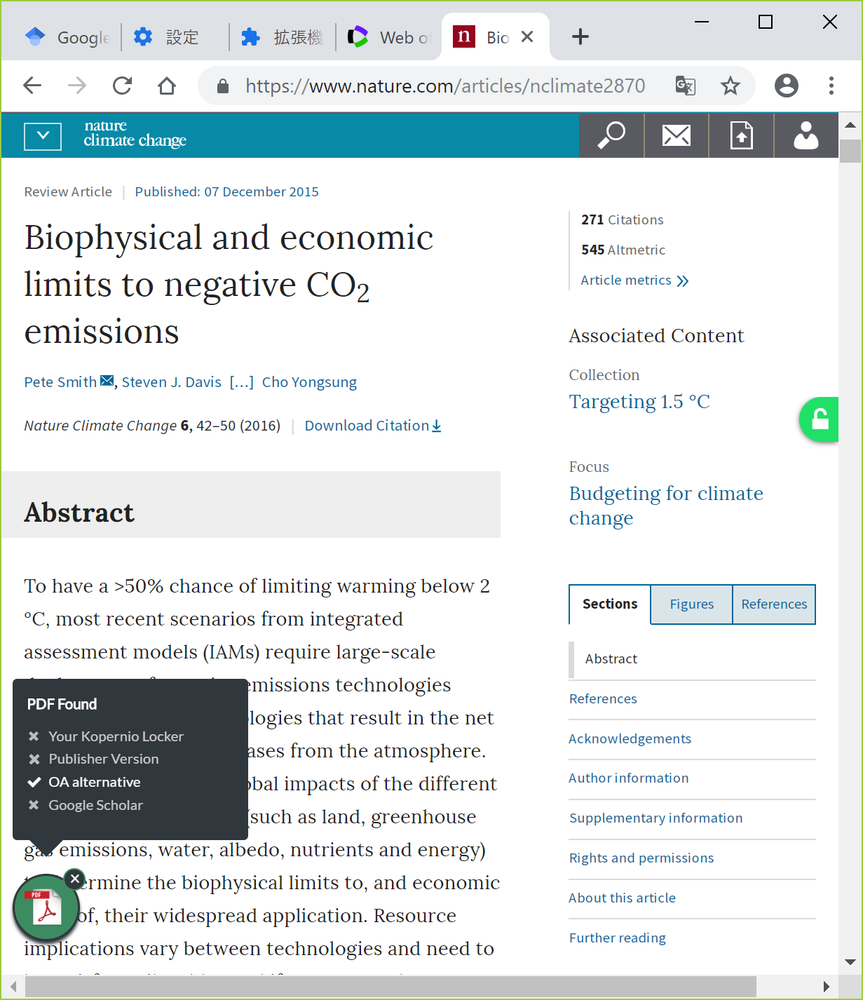 Google
設定
拡張機
Web of
Bio
https://www.nature.com/articles/nclimate2870
nature
climate change
Review Article | Published: 07 December 2015
Biophysical and economic
limits to negative CO₂
emissions
Pete Smith, Steven J. Davis […] Cho Yongsung
Nature Climate Change 6, 42–50 (2016) | Download Citation
Abstract
To have a >50% chance of limiting warming below 2
°C, most recent scenarios from integrated
assessment models (IAMs) require large-scale
emissions technologies
logies that result in the net
ases from the atmosphere.
bal impacts of the different
(such as land, greenhouse
gas emissions, water, albedo, nutrients and energy)
ermine the biophysical limits to, and economic
of, their widespread application. Resource
implications vary between technologies and need to
PDF Found
Your Kopernio Locker
Publisher Version
OA alternative
Google Scholar
PDF
271 Citations
545 Altmetric
Article metrics
Associated Content
Collection
Targeting 1.5 °C
Focus
Budgeting for climate
change
Sections
Figures
References
Abstract
References
Acknowledgements
Author information
Supplementary information
Rights and permissions
About this article
Further reading